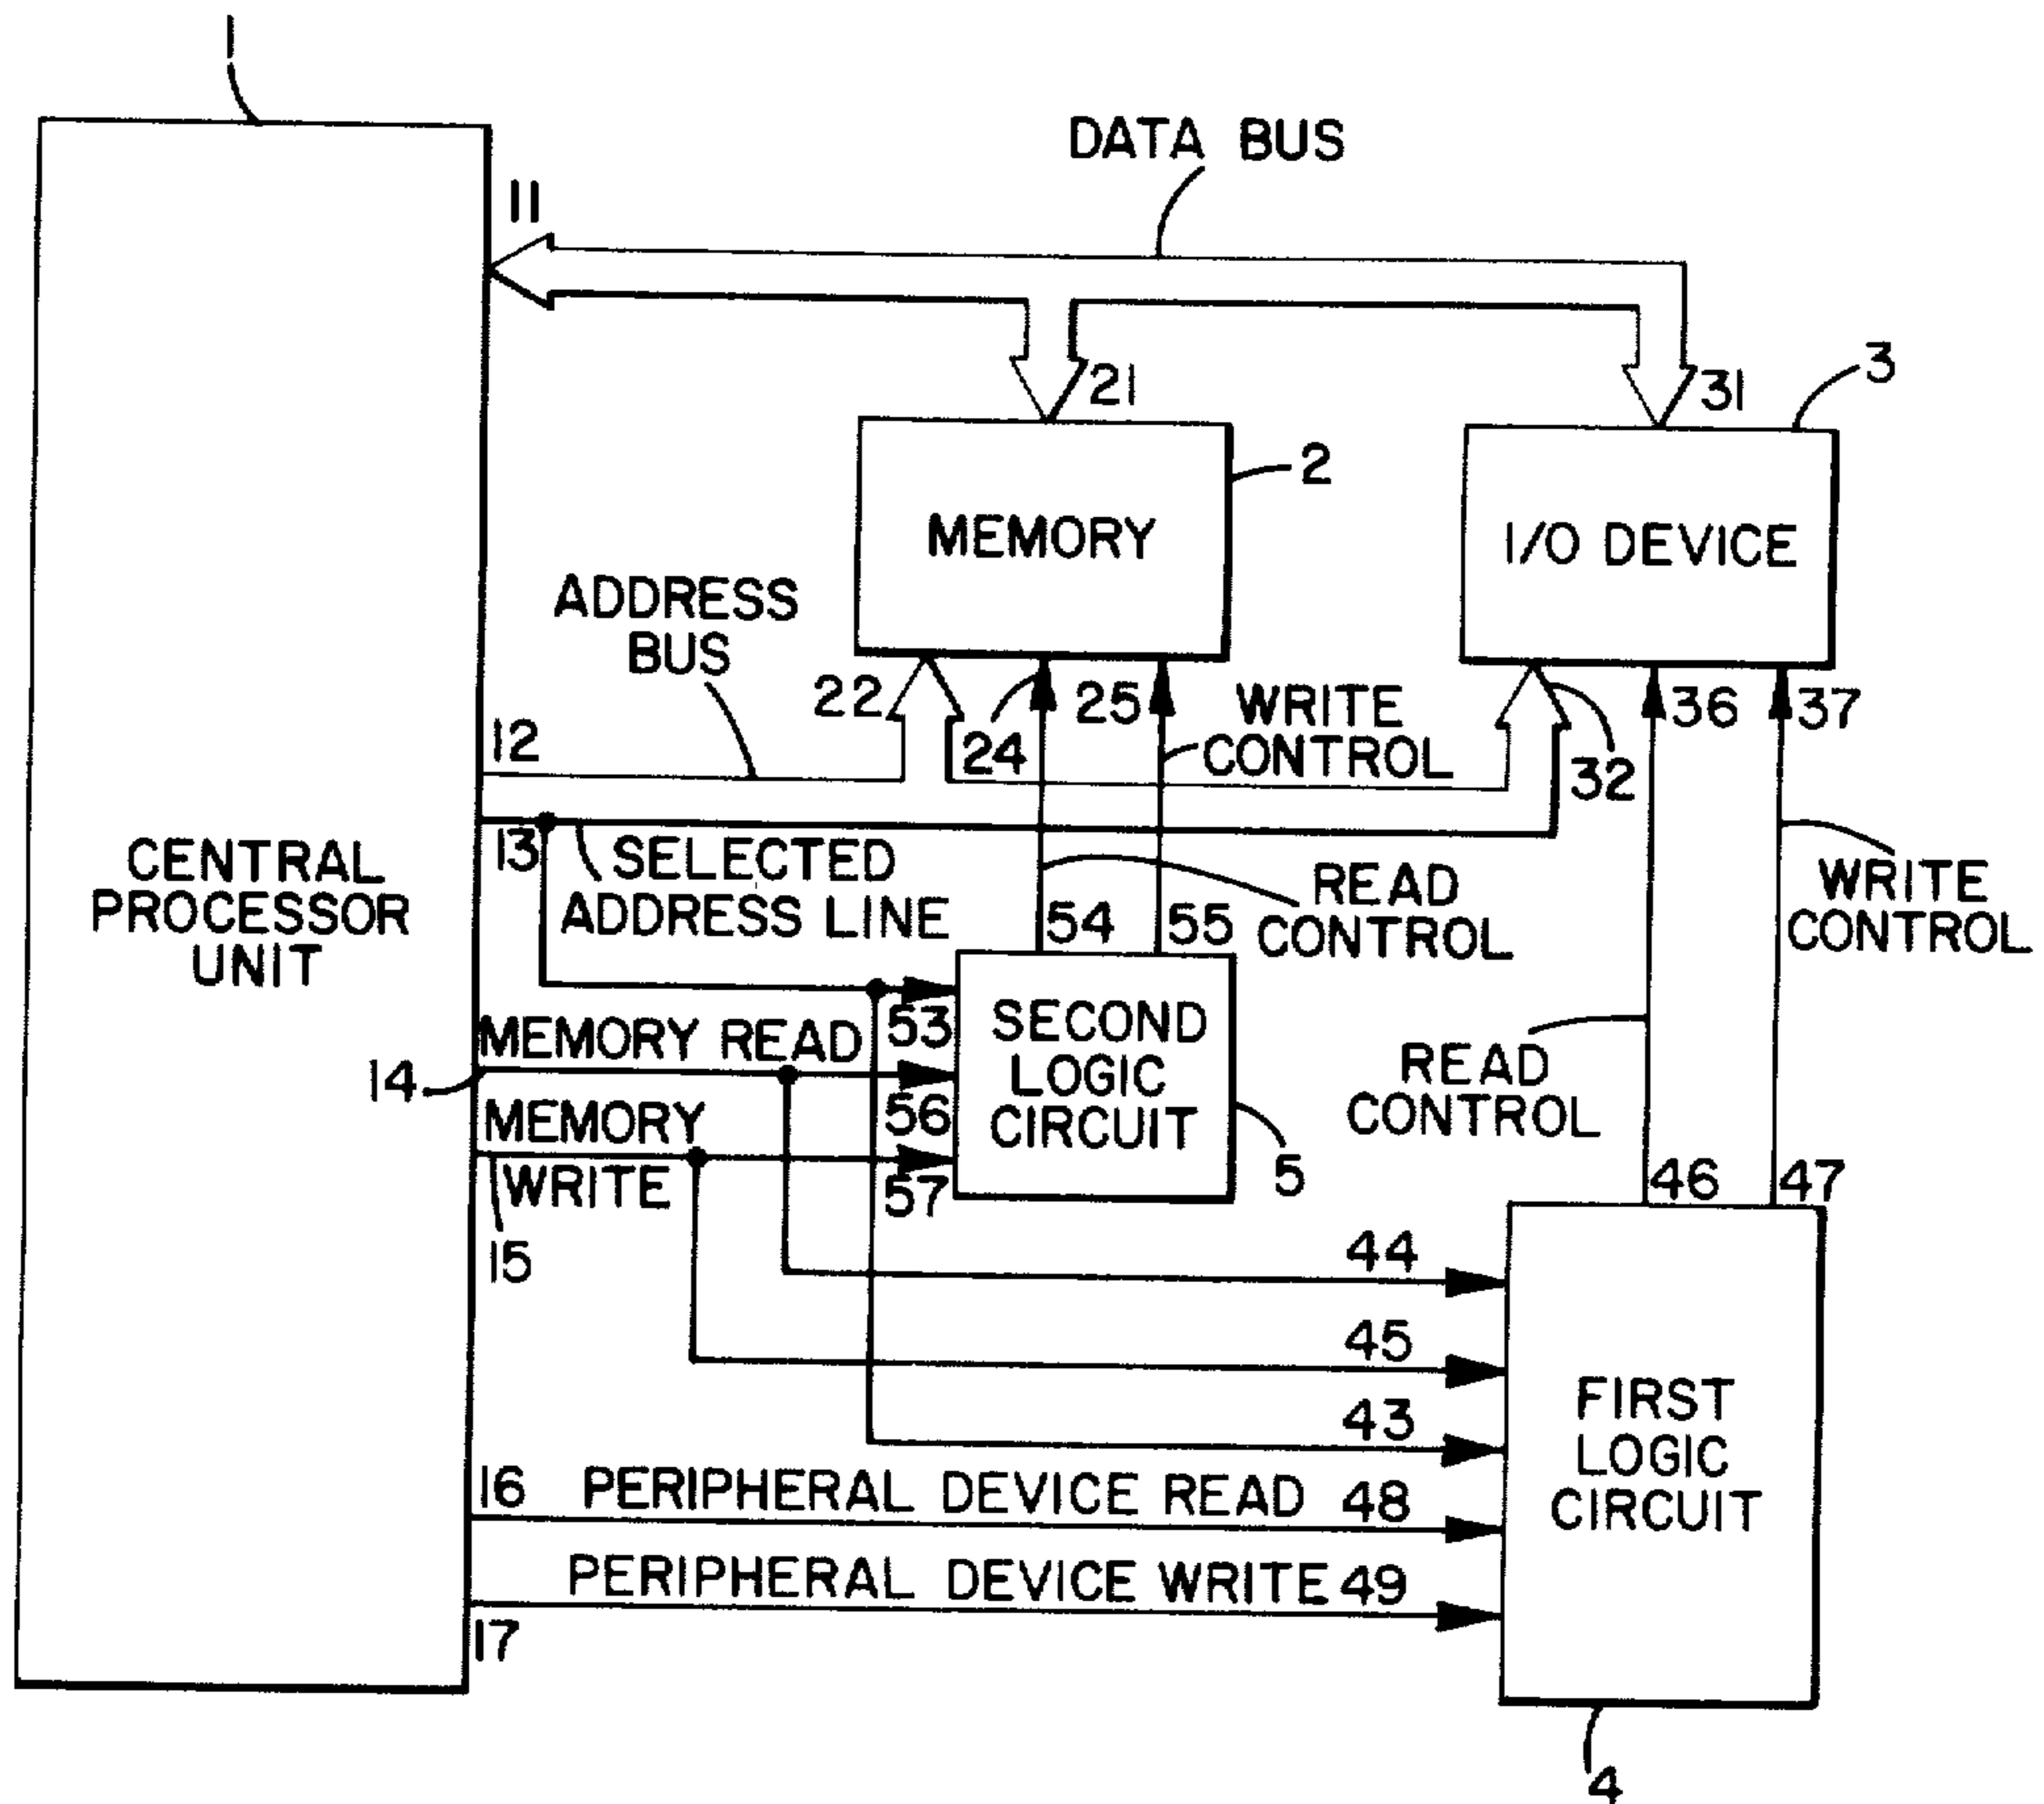 1
DATA BUS
11
21
31
3
2
MEMORY
I/O DEVICE
ADDRESS
BUS
22
24
25
WRITE
CONTROL
32
36
37
12
13
SELECTED
ADDRESS LINE
CENTRAL
PROCESSOR
UNIT
READ
CONTROL
WRITE
CONTROL
54
55
53
SECOND
LOGIC
CIRCUIT
MEMORY READ
14
56
MEMORY
WRITE
15
57
5
READ
CONTROL
46
47
44
45
43
FIRST
LOGIC
CIRCUIT
16
PERIPHERAL DEVICE READ
48
PERIPHERAL DEVICE WRITE
49
17
4